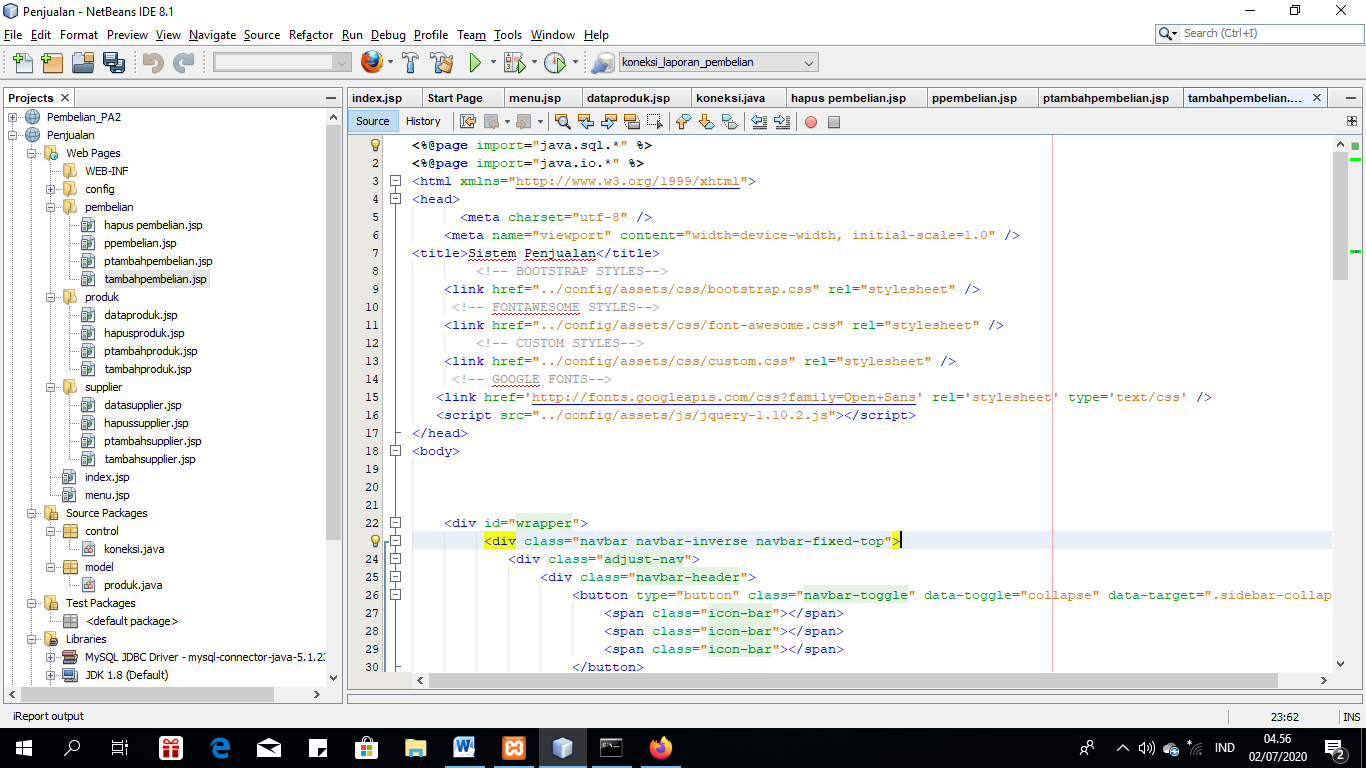 Penjualan - NetBeans IDE 8.1
File Edit Format Preview View Navigate Source Refactor Run Debug Profile Team Tools Window Help
Search (Ctrl+I)
koneksi_laporan_pembelian
Projects
index.jsp Start Page menu.jsp dataproduk.jsp koneksi.java hapus pembelian.jsp ppembelian.jsp ptambahpembelian.jsp tambahpembelian....
Source History
Pembelian_PA2
Penjualan
Web Pages
WEB-INF
config
pembelian
hapus pembelian.jsp
ppembelian.jsp
ptambahpembelian.jsp
tambahpembelian.jsp
produk
dataproduk.jsp
hapusproduk.jsp
ptambahproduk.jsp
tambahproduk.jsp
supplier
datasupplier.jsp
hapussupplier.jsp
ptambahsupplier.jsp
tambahsupplier.jsp
index.jsp
menu.jsp
Source Packages
control
koneksi.java
model
produk.java
Test Packages
<default package>
Libraries
MySQL JDBC Driver - mysql-connector-java-5.1.23
JDK 1.8 (Default)
<%@page import="java.sql.*" %>
2 <%@page import="java.io.*" %>
3 <html xmlns="http://www.w3.org/1999/xhtml">
4 <head>
5 <meta charset="utf-8" />
6 <meta name="viewport" content="width=device-width, initial-scale=1.0" />
7 <title>Sistem Penjualan</title>
8 <!-- BOOTSTRAP STYLES-->
9 <link href="../config/assets/css/bootstrap.css" rel="stylesheet" />
10 <!-- FONTAWESOME STYLES-->
11 <link href="../config/assets/css/font-awesome.css" rel="stylesheet" />
12 <!-- CUSTOM STYLES-->
13 <link href="../config/assets/css/custom.css" rel="stylesheet" />
14 <!-- GOOGLE FONTS-->
15 <link href='http://fonts.googleapis.com/css?family=Open+Sans' rel='stylesheet' type='text/css' />
16 <script src="../config/assets/js/jquery-1.10.2.js"></script>
17 </head>
18 <body>
19
20
21
22 <div id="wrapper">
<div class="navbar navbar-inverse navbar-fixed-top">
24 <div class="adjust-nav">
25 <div class="navbar-header">
26 <button type="button" class="navbar-toggle" data-toggle="collapse" data-target=".sidebar-collap
27 <span class="icon-bar"></span>
28 <span class="icon-bar"></span>
29 <span class="icon-bar"></span>
30 </button>
iReport output
23:62 INS
IND
04.56
02/07/2020
2